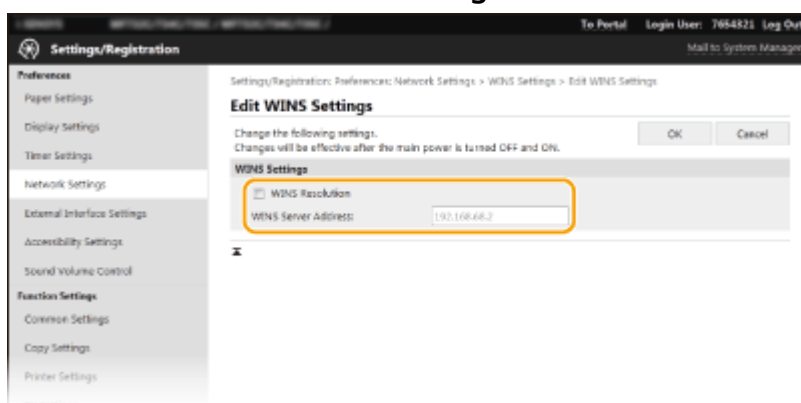 To Portal Login User: 7654321 Log Out
Settings/Registration
Mail to System Manager
Preferences
Paper Settings
Display Settings
Timer Settings
Network Settings
External Interface Settings
Accessibility Settings
Sound Volume Control
Function Settings
Common Settings
Copy Settings
Printer Settings
Settings/Registration: Preferences: Network Settings > WINS Settings > Edit WINS Settings
Edit WINS Settings
Change the following settings.
Changes will be effective after the main power is turned OFF and ON.
OK Cancel
WINS Settings
WINS Resolution
WINS Server Address: 192.168.68.2